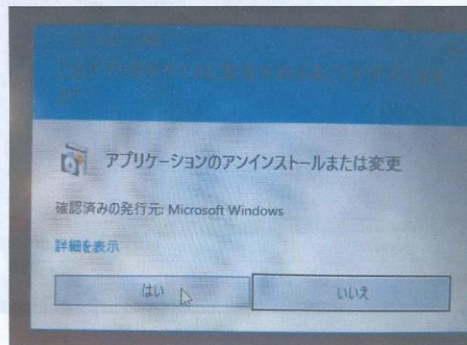 アプリケーションのアンインストールまたは変更
確認済みの発行元: Microsoft Windows
詳細を表示
はい
いいえ